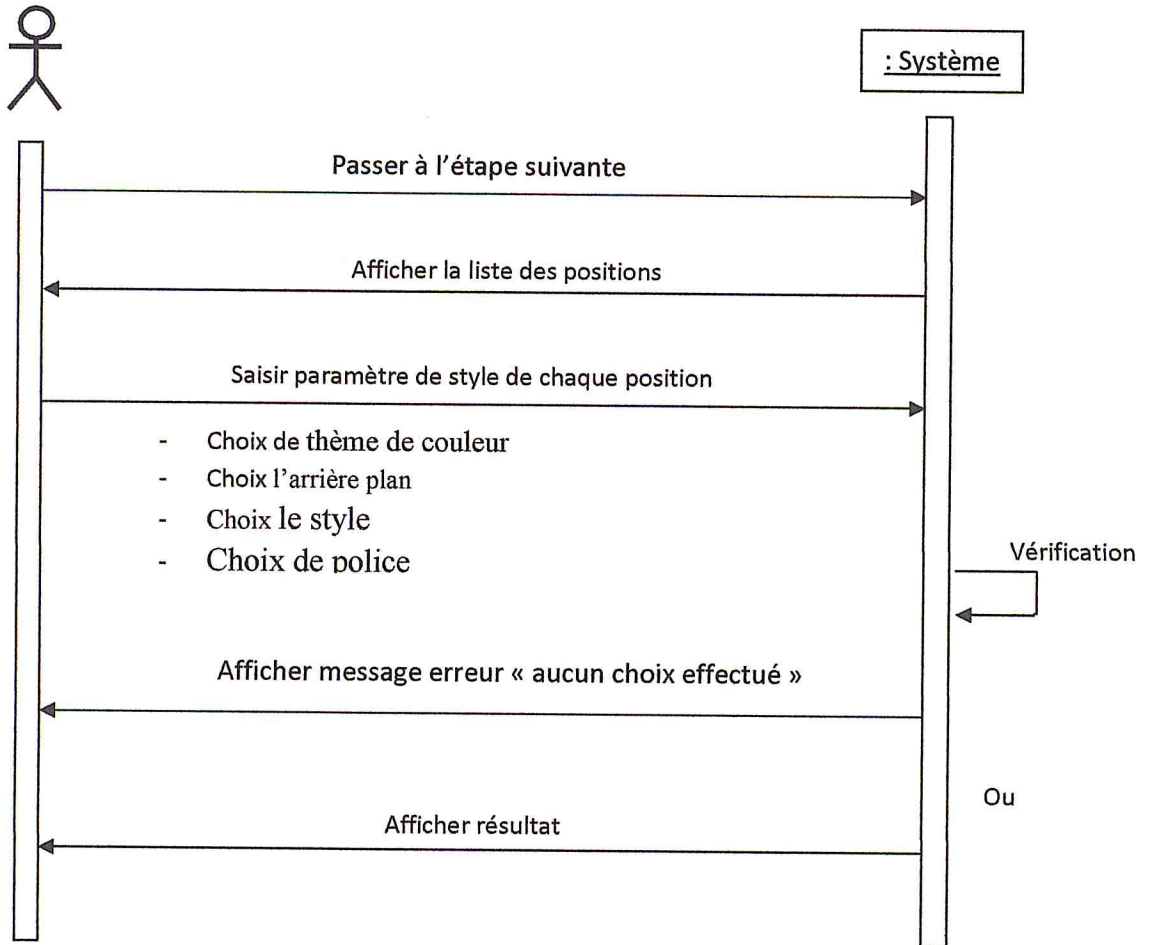 : Système
Passer à l'étape suivante
Afficher la liste des positions
Saisir paramètre de style de chaque position
- Choix de thème de couleur
- Choix l'arrière plan
- Choix le style
- Choix de police
Vérification
Afficher message erreur « aucun choix effectué »
Ou
Afficher résultat